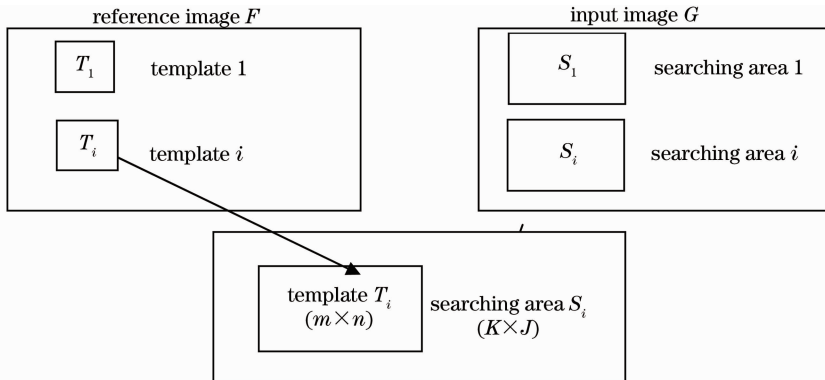 reference image F
T₁
template 1
Tᵢ
template i
input image G
S₁
searching area 1
Sᵢ
searching area i
template Tᵢ
(m×n)
searching area Sᵢ
(K×J)